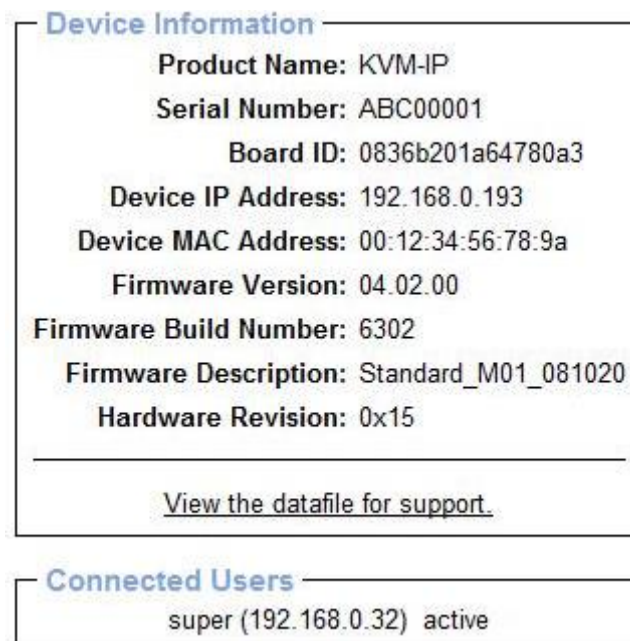 Device Information
Product Name: KVM-IP
Serial Number: ABC00001
Board ID: 0836b201a64780a3
Device IP Address: 192.168.0.193
Device MAC Address: 00:12:34:56:78:9a
Firmware Version: 04.02.00
Firmware Build Number: 6302
Firmware Description: Standard_M01_081020
Hardware Revision: 0x15
View the datafile for support.
Connected Users
super (192.168.0.32) active